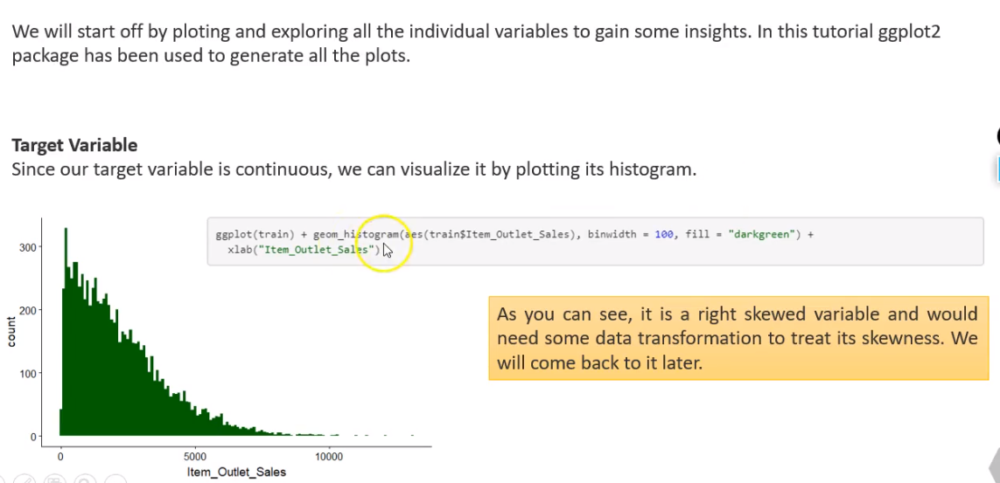 We will start off by ploting and exploring all the individual variables to gain some insights. In this tutorial ggplot2
package has been used to generate all the plots.
Target Variable
Since our target variable is continuous, we can visualize it by plotting its histogram.
ggplot(train) + geom_histogram(aes(train$Item_Outlet_Sales), binwidth = 100, fill = "darkgreen") +
xlab("Item_Outlet_Sales")
As you can see, it is a right skewed variable and would
need some data transformation to treat its skewness. We
will come back to it later.
count
300
200
100
0
0 5000 10000
Item_Outlet_Sales